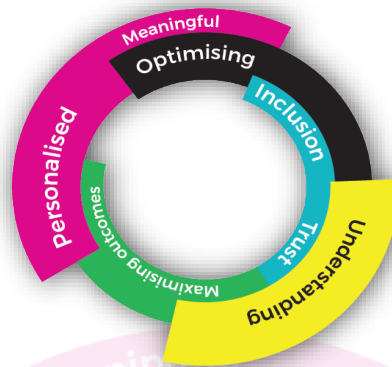 Meaningful
Optimising
Inclusion
Personalised
Trust
Understanding
Maximising outcomes